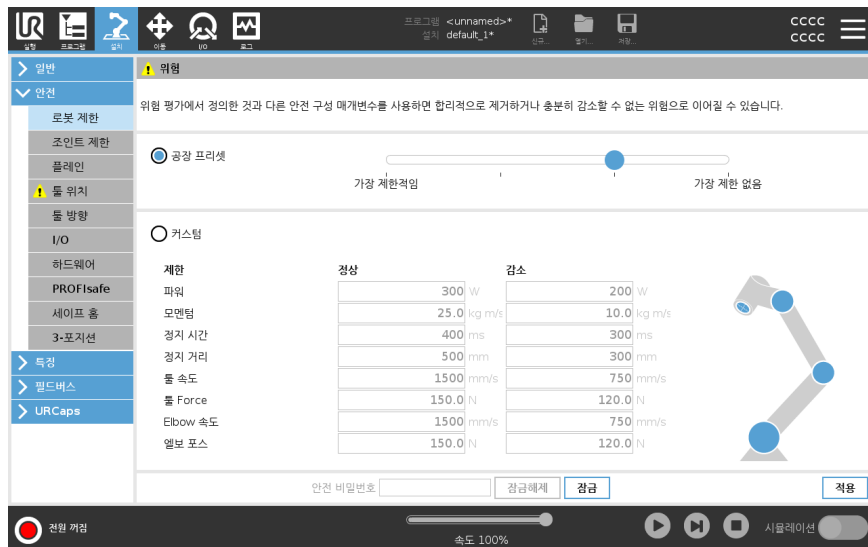 UR
실행
프로그램
설치
이동
I/O
로그
프로그램 <unnamed>*
설치 default_1*
신규...
열기...
저장...
cccc
cccc
일반
안전
로봇 제한
조인트 제한
플레인
툴 위치
툴 방향
I/O
하드웨어
PROFIsafe
세이프 홈
3-포지션
특징
필드버스
URCaps
위험
위험 평가에서 정의한 것과 다른 안전 구성 매개변수를 사용하면 합리적으로 제거하거나 충분히 감소할 수 없는 위험으로 이어질 수 있습니다.
공장 프리셋
가장 제한적임 가장 제한 없음
커스텀
제한 정상 감소
파워 300 W 200 W
모멘텀 25.0 kg m/s 10.0 kg m/s
정지 시간 400 ms 300 ms
정지 거리 500 mm 300 mm
툴 속도 1500 mm/s 750 mm/s
툴 Force 150.0 N 120.0 N
Elbow 속도 1500 mm/s 750 mm/s
엘보 포스 150.0 N 120.0 N
안전 비밀번호 잠금해제 잠금 적용
전원 꺼짐
속도 100%
시뮬레이션